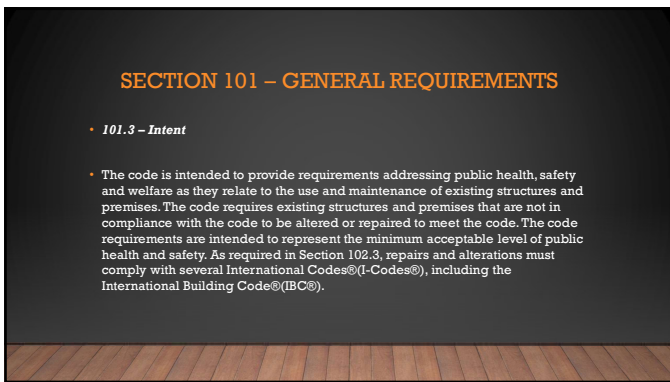 SECTION 101 – GENERAL REQUIREMENTS
• 101.3 – Intent
• The code is intended to provide requirements addressing public health, safety
and welfare as they relate to the use and maintenance of existing structures and
premises. The code requires existing structures and premises that are not in
compliance with the code to be altered or repaired to meet the code. The code
requirements are intended to represent the minimum acceptable level of public
health and safety. As required in Section 102.3, repairs and alterations must
comply with several International Codes®(I-Codes®), including the
International Building Code®(IBC®).